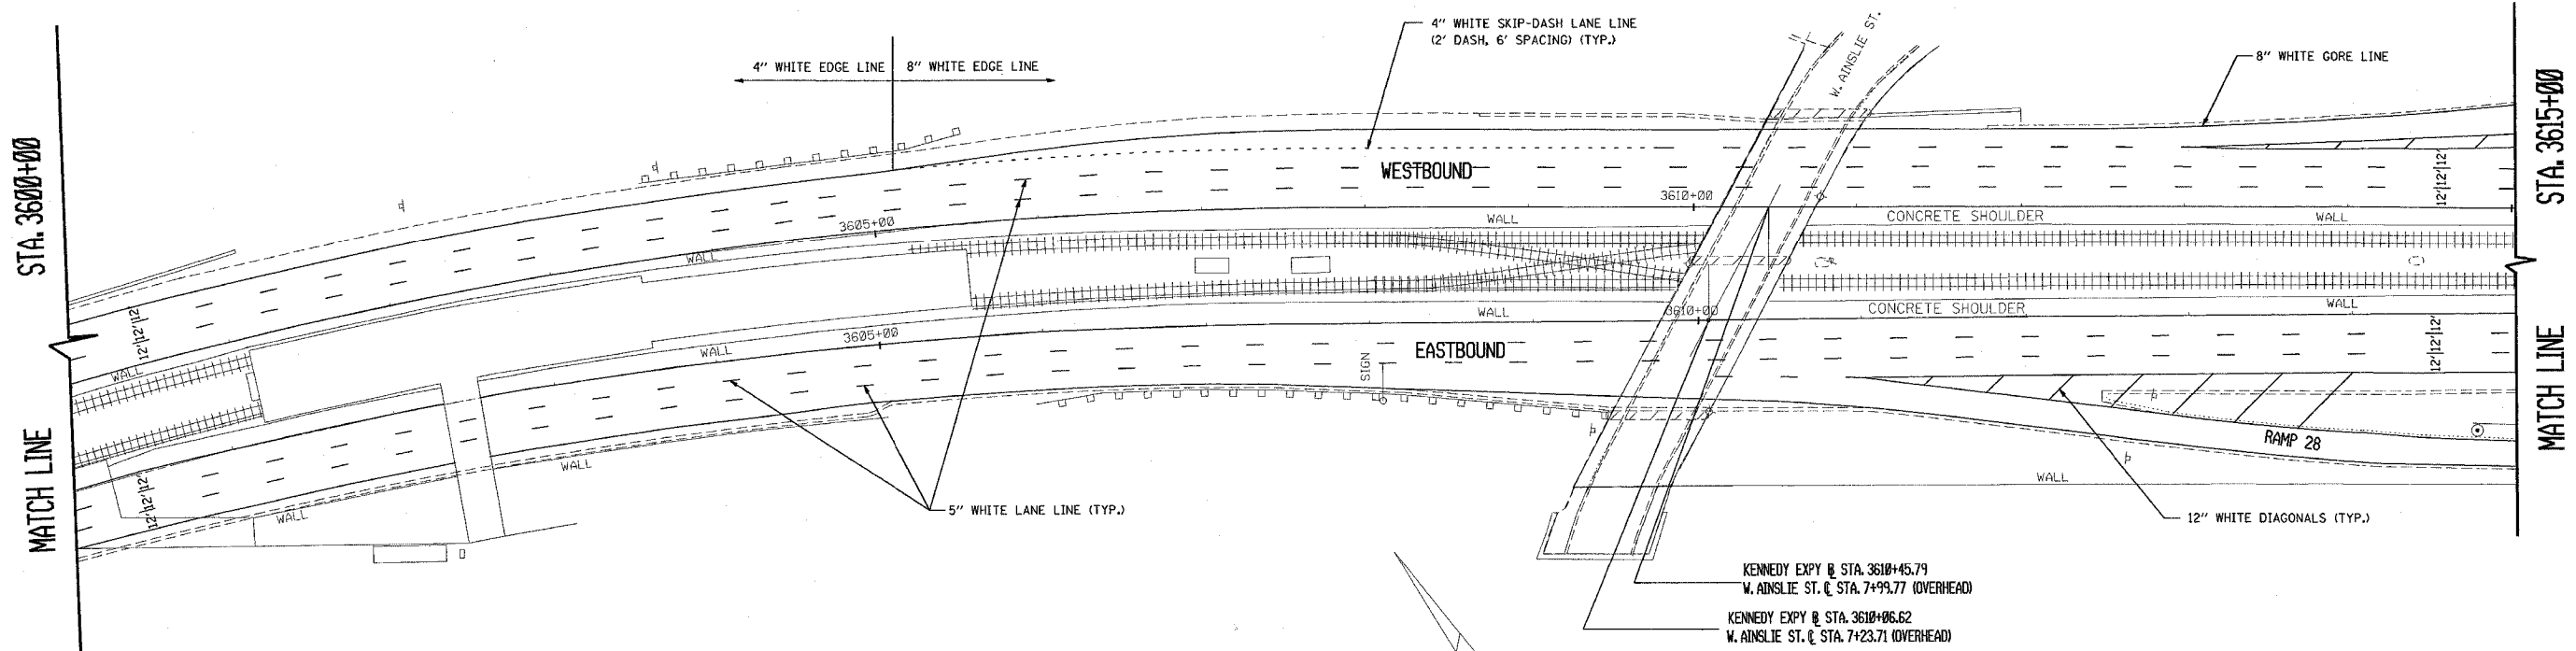 4" WHITE SKIP-DASH LANE LINE
(2' DASH, 6' SPACING) (TYP.)
W. AINSLIE ST.
8" WHITE GORE LINE
4" WHITE EDGE LINE
8" WHITE EDGE LINE
STA. 3600+00
STA. 3615+00
WESTBOUND
3605+00
3610+00
WALL
CONCRETE SHOULDER
WALL
12'|12'|12'
WALL
12'|12'|12'
WALL
3605+00
WALL
WALL
3610+00
CONCRETE SHOULDER
WALL
EASTBOUND
SIGN
12'|12'|12'
MATCH LINE
MATCH LINE
12'|12'|12'
WALL
WALL
RAMP 28
WALL
5" WHITE LANE LINE (TYP.)
12" WHITE DIAGONALS (TYP.)
KENNEDY EXPY B STA. 3610+45.79
W. AINSLIE ST. ℄ STA. 7+99.77 (OVERHEAD)
KENNEDY EXPY B STA. 3610+06.62
W. AINSLIE ST. ℄ STA. 7+23.71 (OVERHEAD)